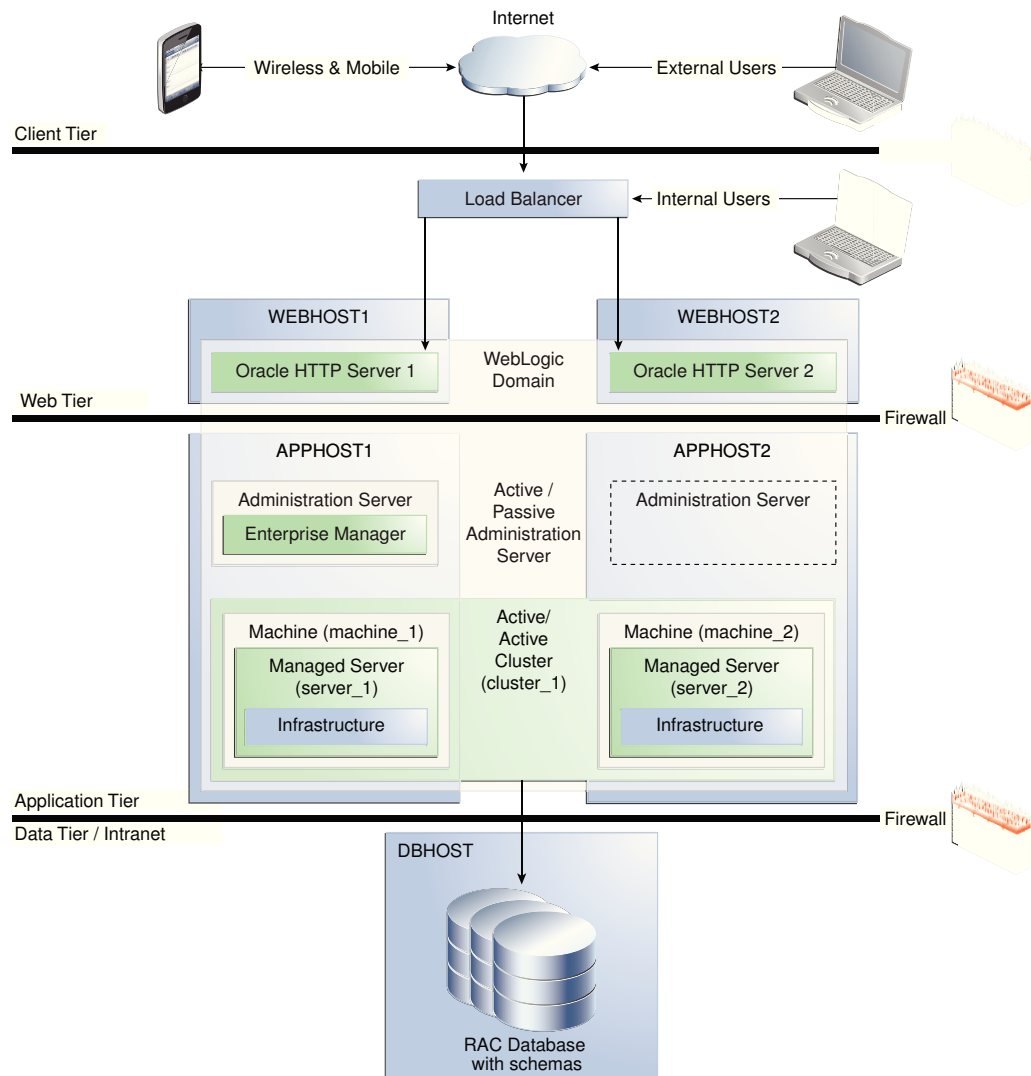 Internet
Wireless & Mobile
External Users
Client Tier
Load Balancer
Internal Users
WEBHOST1
WEBHOST2
Oracle HTTP Server 1
WebLogic
Domain
Oracle HTTP Server 2
Web Tier
Firewall
APPHOST1
APPHOST2
Administration Server
Enterprise Manager
Active /
Passive
Administration
Server
Administration Server
Machine (machine_1)
Managed Server
(server_1)
Infrastructure
Active/
Active
Cluster
(cluster_1)
Machine (machine_2)
Managed Server
(server_2)
Infrastructure
Application Tier
Firewall
Data Tier / Intranet
DBHOST
RAC Database
with schemas